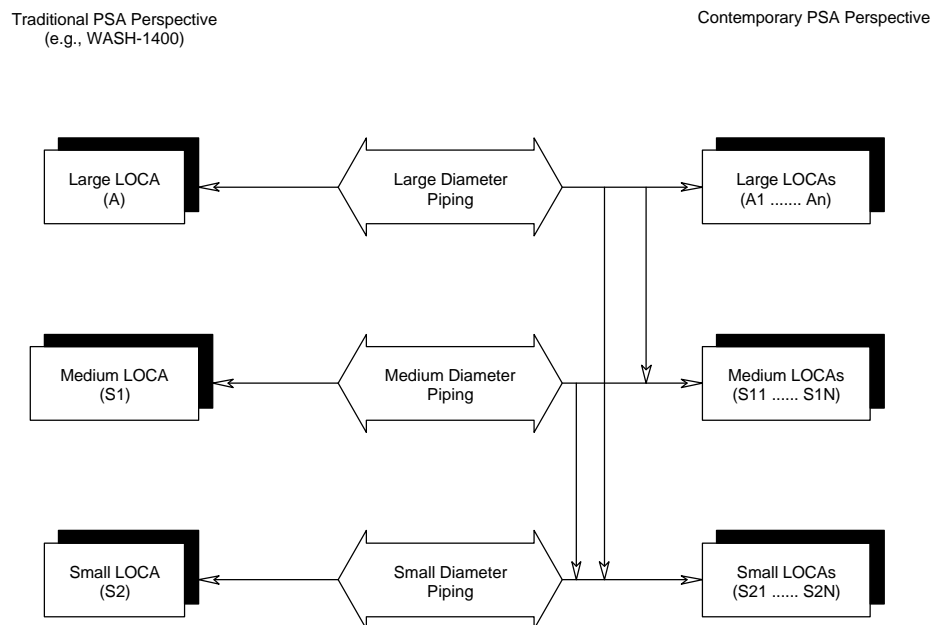 Traditional PSA Perspective
(e.g., WASH-1400)
Contemporary PSA Perspective
Large LOCA
(A)
Large Diameter
Piping
Large LOCAs
(A1 ....... An)
Medium LOCA
(S1)
Medium Diameter
Piping
Medium LOCAs
(S11 ...... S1N)
Small LOCA
(S2)
Small Diameter
Piping
Small LOCAs
(S21 ...... S2N)